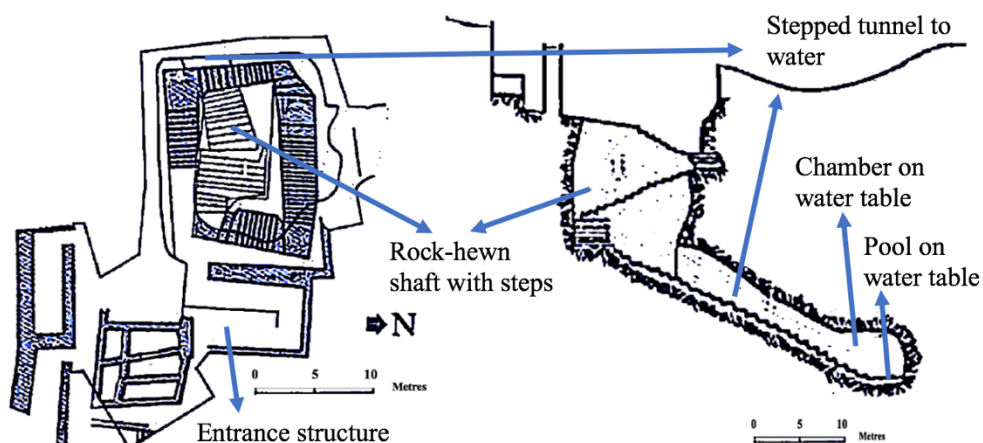 Stepped tunnel to
water
Chamber on
water table
Pool on
water table
Rock-hewn
shaft with steps
N
0 5 10
Metres
Entrance structure
0 5 10
Metres